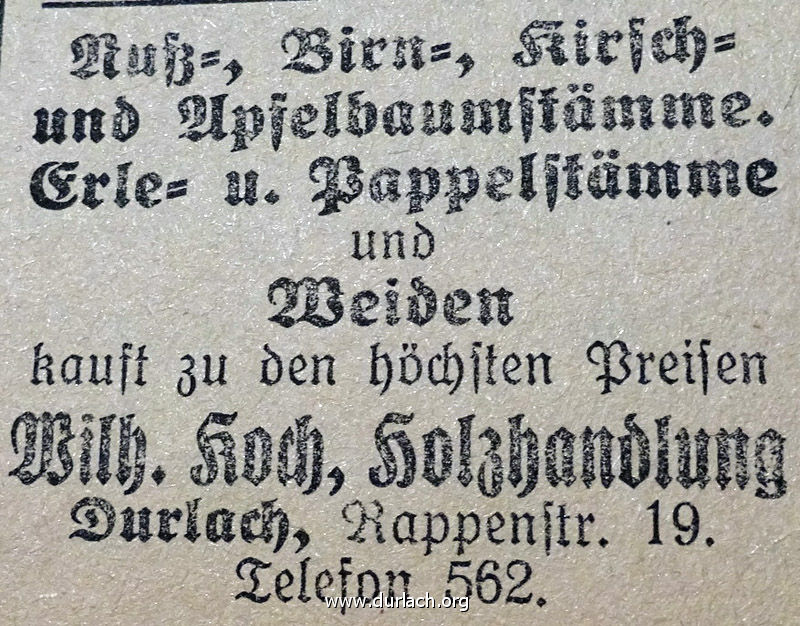 Nuß-, Birn-, Kirsch-
und Apfelbaumstämme.
Erle- u. Pappelstämme
und
Weiden
kauft zu den höchsten Preisen
Wilh. Koch, Holzhandlung
Durlach, Rappenstr. 19.
Telefon 562.
www.durlach.org